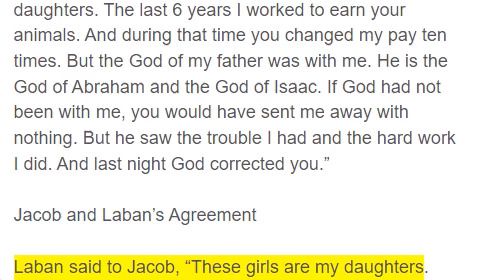 daughters. The last 6 years I worked to earn your
animals. And during that time you changed my pay ten
times. But the God of my father was with me. He is the
God of Abraham and the God of Isaac. If God had not
been with me, you would have sent me away with
nothing. But he saw the trouble I had and the hard work
I did. And last night God corrected you.”
Jacob and Laban’s Agreement
Laban said to Jacob, “These girls are my daughters.